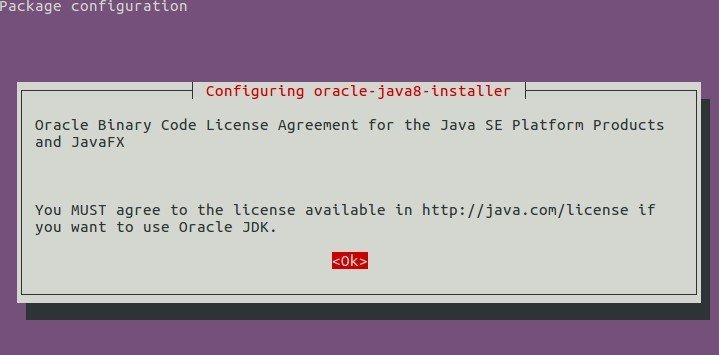 Package configuration
Configuring oracle-java8-installer
Oracle Binary Code License Agreement for the Java SE Platform Products
and JavaFX
You MUST agree to the license available in http://java.com/license if
you want to use Oracle JDK.
<Ok>